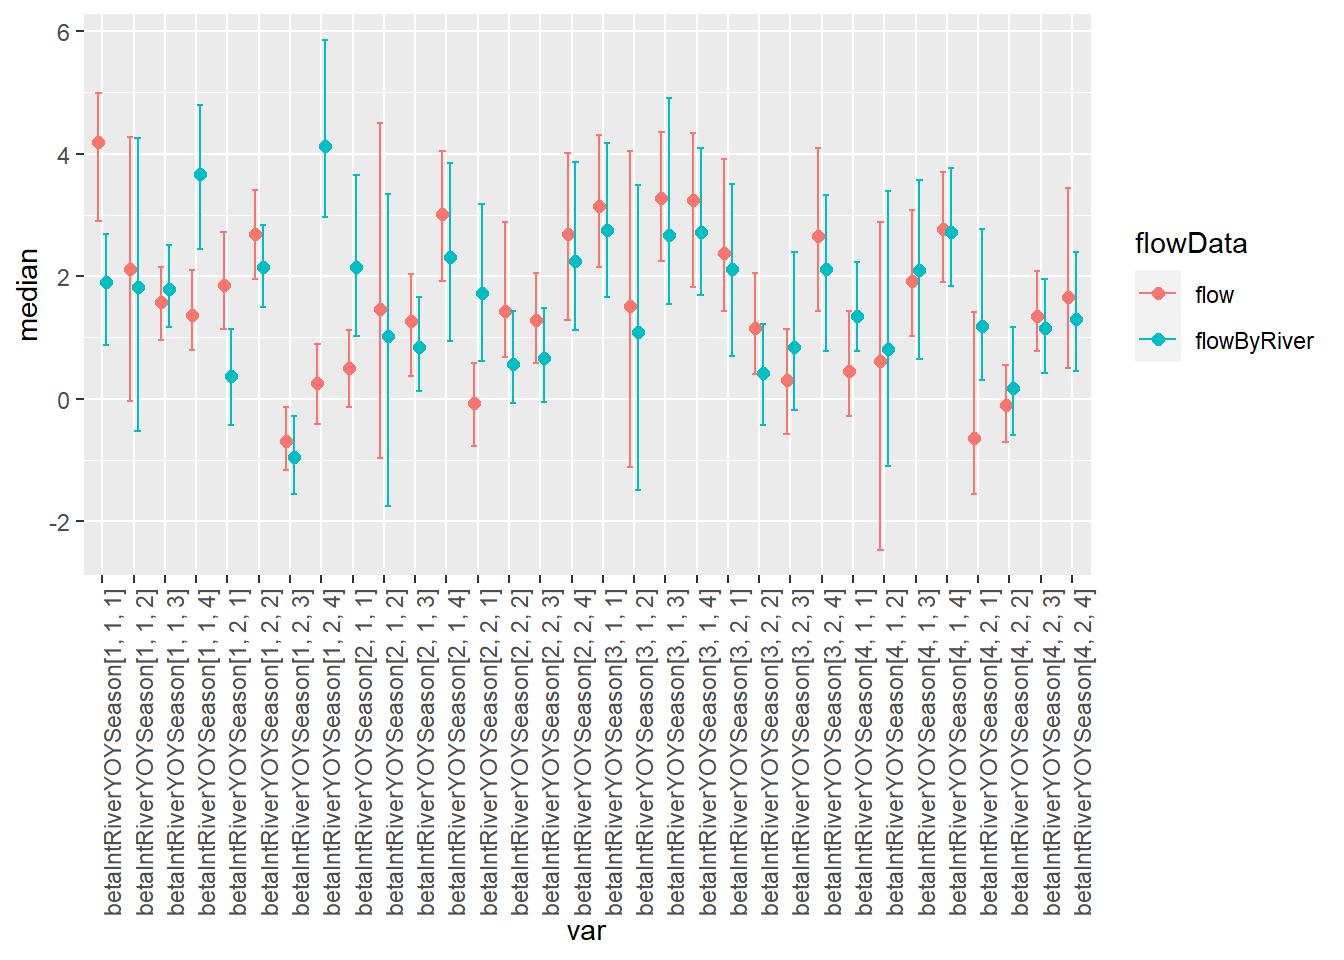 6
4
2
0
-2
median
betaIntRiverYOYSeason[1, 1, 1]
betaIntRiverYOYSeason[1, 1, 2]
betaIntRiverYOYSeason[1, 1, 3]
betaIntRiverYOYSeason[1, 1, 4]
betaIntRiverYOYSeason[1, 2, 1]
betaIntRiverYOYSeason[1, 2, 2]
betaIntRiverYOYSeason[1, 2, 3]
betaIntRiverYOYSeason[1, 2, 4]
betaIntRiverYOYSeason[2, 1, 1]
betaIntRiverYOYSeason[2, 1, 2]
betaIntRiverYOYSeason[2, 1, 3]
betaIntRiverYOYSeason[2, 1, 4]
betaIntRiverYOYSeason[2, 2, 1]
betaIntRiverYOYSeason[2, 2, 2]
betaIntRiverYOYSeason[2, 2, 3]
betaIntRiverYOYSeason[2, 2, 4]
betaIntRiverYOYSeason[3, 1, 1]
betaIntRiverYOYSeason[3, 1, 2]
betaIntRiverYOYSeason[3, 1, 3]
betaIntRiverYOYSeason[3, 1, 4]
betaIntRiverYOYSeason[3, 2, 1]
betaIntRiverYOYSeason[3, 2, 2]
betaIntRiverYOYSeason[3, 2, 3]
betaIntRiverYOYSeason[3, 2, 4]
betaIntRiverYOYSeason[4, 1, 1]
betaIntRiverYOYSeason[4, 1, 2]
betaIntRiverYOYSeason[4, 1, 3]
betaIntRiverYOYSeason[4, 1, 4]
betaIntRiverYOYSeason[4, 2, 1]
betaIntRiverYOYSeason[4, 2, 2]
betaIntRiverYOYSeason[4, 2, 3]
betaIntRiverYOYSeason[4, 2, 4]
var
flowData
flow
flowByRiver